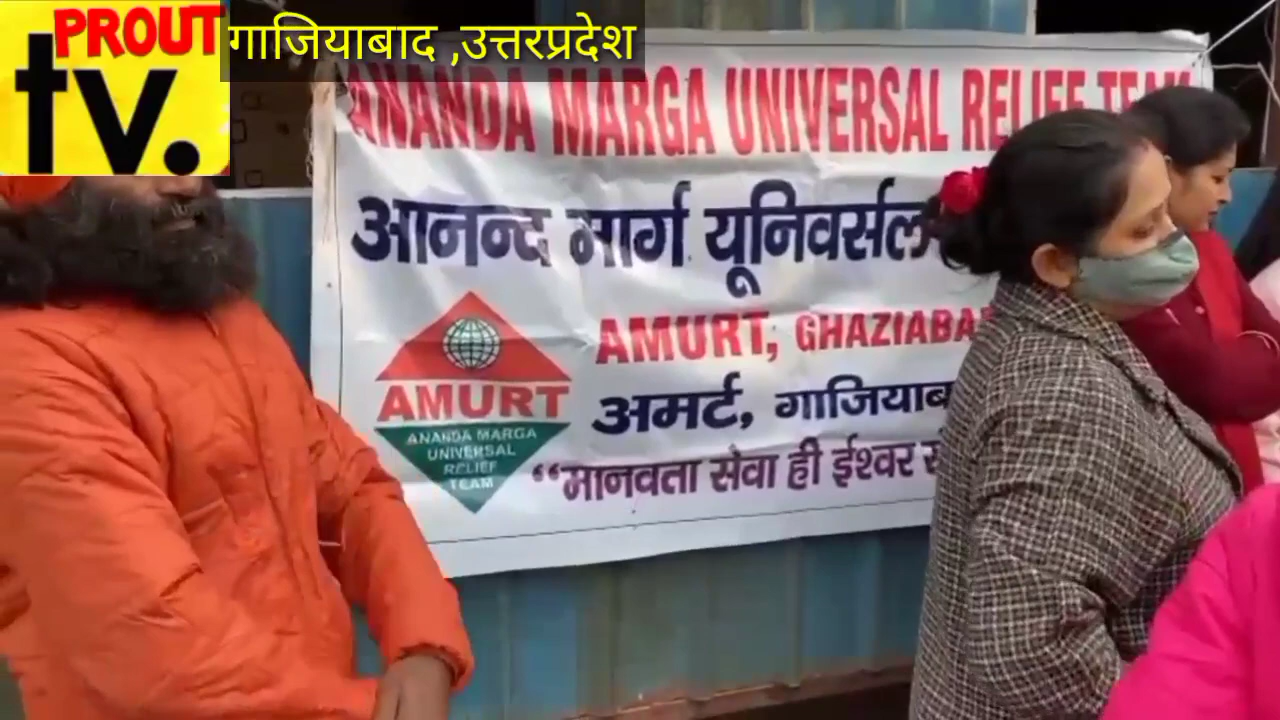 PROUT
tv.
गाजियाबाद ,उत्तरप्रदेश
ANANDA MARGA UNIVERSAL RELIEF TEAM
आनन्द मार्ग यूनिवर्सल
AMURT, GHAZIABA
अमर्ट, गाजियाब
AMURT
ANANDA MARGA
UNIVERSAL
RELIEF
TEAM
“मानवता सेवा ही ईश्वर